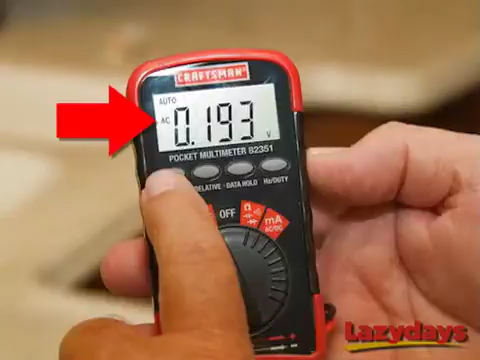 CRAFTSMAN
AUTO
AC
0.193 V
POCKET MULTIMETER 82351
RELATIVE DATA HOLD Hz/DUTY
OFF Ω mA
AC/DC
Lazydays